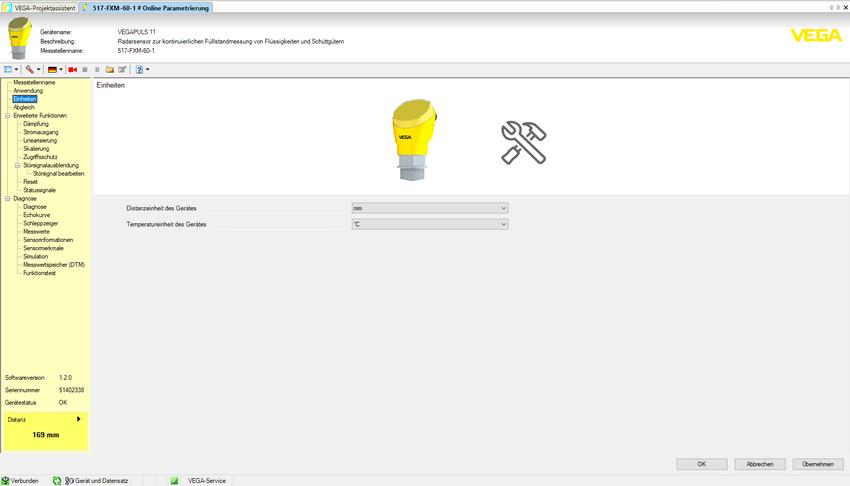 VEGA-Projektassistent
517-FXM-60-1 # Online Parametrierung
Gerätename: VEGAPULS 11
Beschreibung: Radarsensor zur kontinuierlichen Füllstandmessung von Flüssigkeiten und Schüttgütern
Messstellenname: 517-FXM-60-1
VEGA
Messstellenname
Anwendung
Einheiten
Abgleich
Erweiterte Funktionen
Dämpfung
Stromausgang
Linearisierung
Skalierung
Zugriffsschutz
Störsignalausblendung
Störsignal bearbeiten
Reset
Statussignale
Diagnose
Diagnose
Echokurve
Schleppzeiger
Messwerte
Sensorinformationen
Sensormerkmale
Simulation
Messwertspeicher (DTM)
Funktionstest
Softwareversion 1.2.0
Seriennummer 51402338
Gerätestatus OK
Distanz
169 mm
Einheiten
VEGA
Distanzeinheit des Gerätes mm
Temperatureinheit des Gerätes °C
OK Abbrechen Übernehmen
Verbunden Gerät und Datensatz VEGA-Service